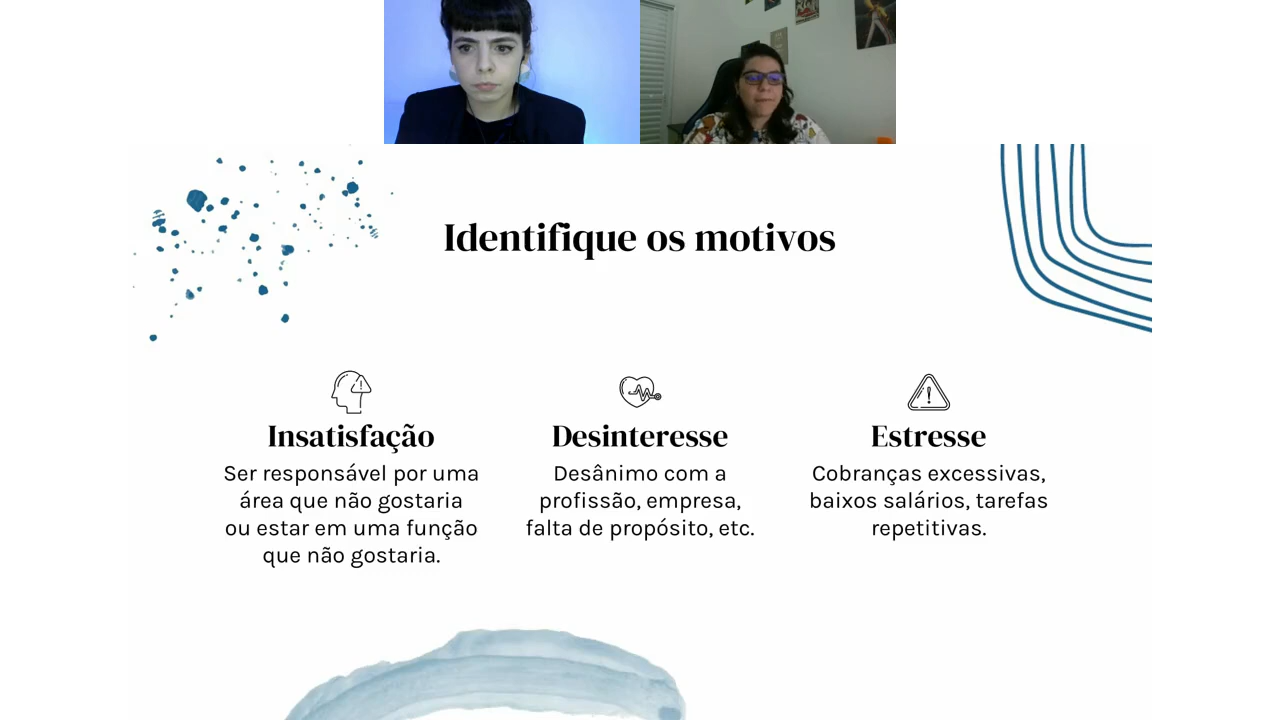 Identifique os motivos
Insatisfação
Ser responsável por uma
área que não gostaria
ou estar em uma função
que não gostaria.
Desinteresse
Desânimo com a
profissão, empresa,
falta de propósito, etc.
Estresse
Cobranças excessivas,
baixos salários, tarefas
repetitivas.